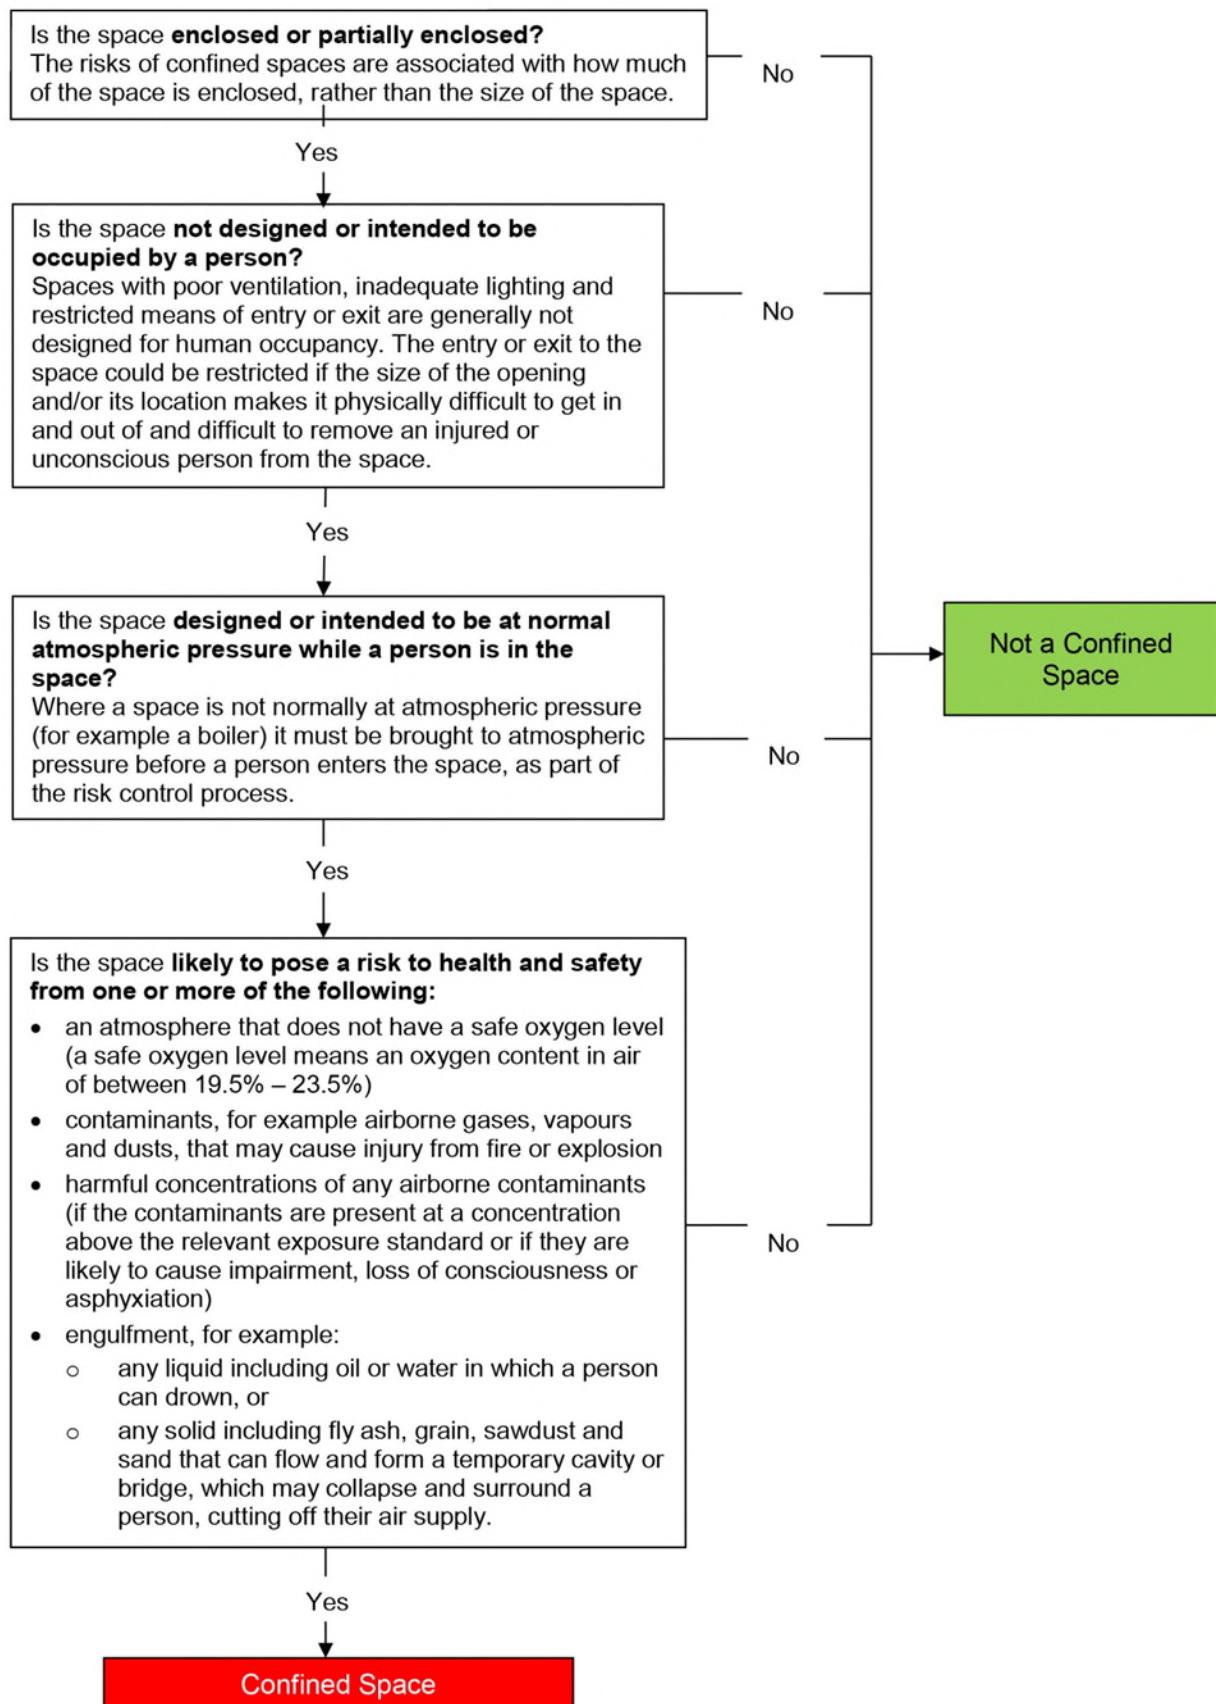 Is the space enclosed or partially enclosed?
The risks of confined spaces are associated with how much
of the space is enclosed, rather than the size of the space.
No
Yes
Is the space not designed or intended to be
occupied by a person?
Spaces with poor ventilation, inadequate lighting and
restricted means of entry or exit are generally not
designed for human occupancy. The entry or exit to the
space could be restricted if the size of the opening
and/or its location makes it physically difficult to get in
and out of and difficult to remove an injured or
unconscious person from the space.
No
Yes
Is the space designed or intended to be at normal
atmospheric pressure while a person is in the
space?
Where a space is not normally at atmospheric pressure
(for example a boiler) it must be brought to atmospheric
pressure before a person enters the space, as part of
the risk control process.
No
Not a Confined
Space
Yes
Is the space likely to pose a risk to health and safety
from one or more of the following:
• an atmosphere that does not have a safe oxygen level
(a safe oxygen level means an oxygen content in air
of between 19.5% – 23.5%)
• contaminants, for example airborne gases, vapours
and dusts, that may cause injury from fire or explosion
• harmful concentrations of any airborne contaminants
(if the contaminants are present at a concentration
above the relevant exposure standard or if they are
likely to cause impairment, loss of consciousness or
asphyxiation)
• engulfment, for example:
o any liquid including oil or water in which a person
can drown, or
o any solid including fly ash, grain, sawdust and
sand that can flow and form a temporary cavity or
bridge, which may collapse and surround a
person, cutting off their air supply.
No
Yes
Confined Space